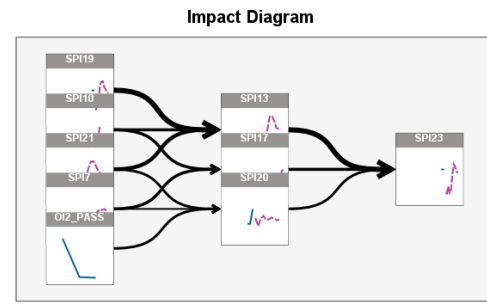 Impact Diagram
SPI19
SPI10
SPI21
SPI7
OI2_PASS
SPI13
SPI17
SPI20
SPI23